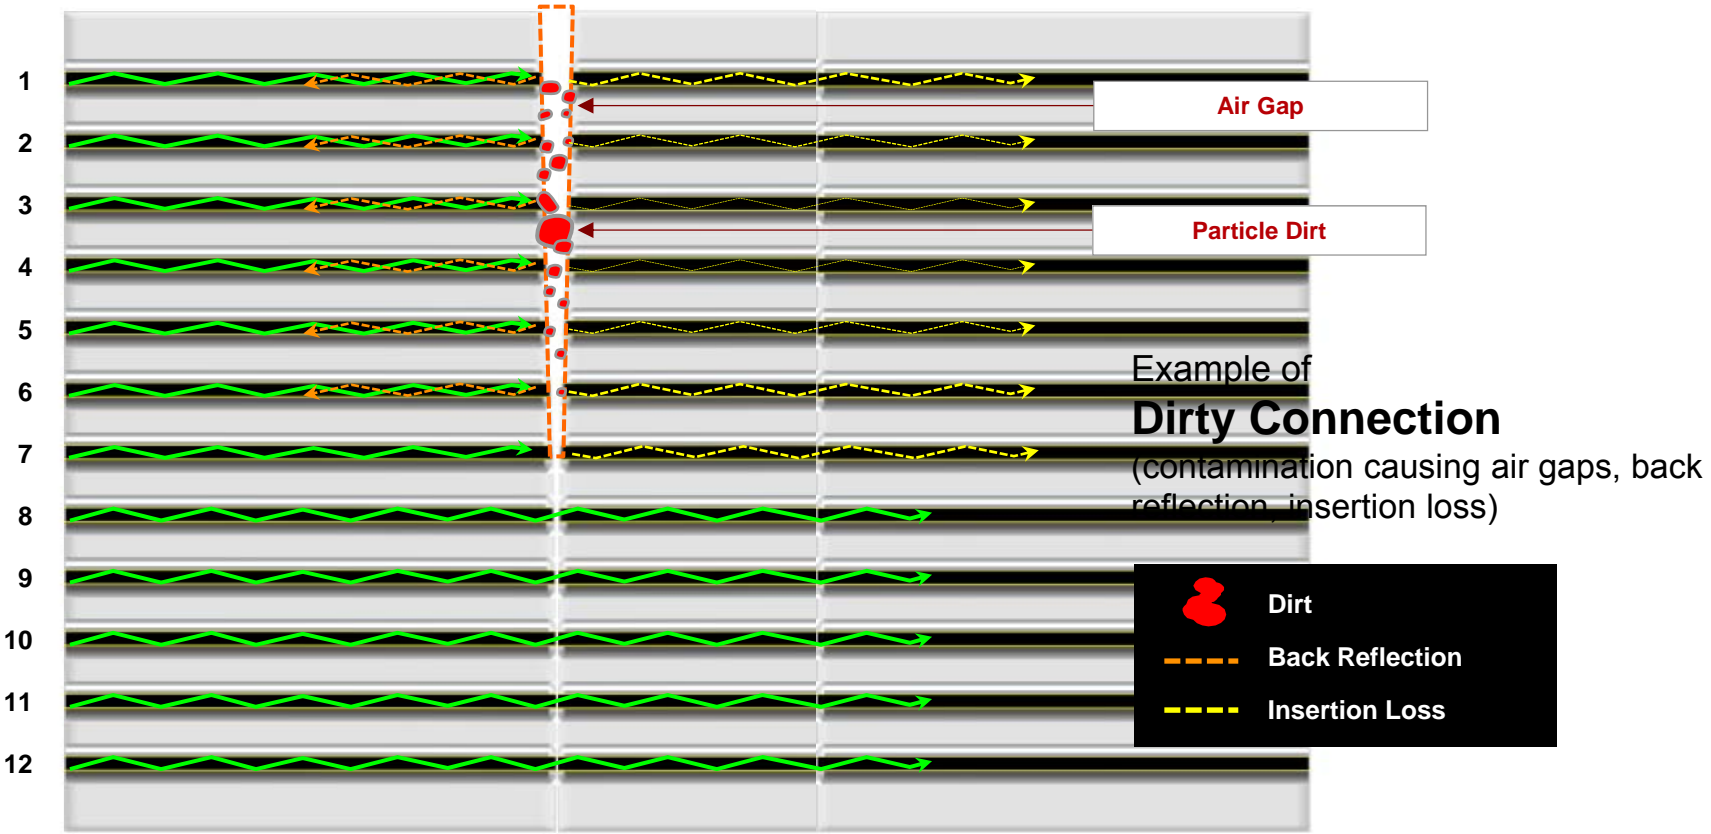 1
Air Gap
2
3
Particle Dirt
4
5
Example of
6
Dirty Connection
7
(contamination causing air gaps, back
8
reflection, insertion loss)
9
Dirt
10
Back Reflection
11
Insertion Loss
12